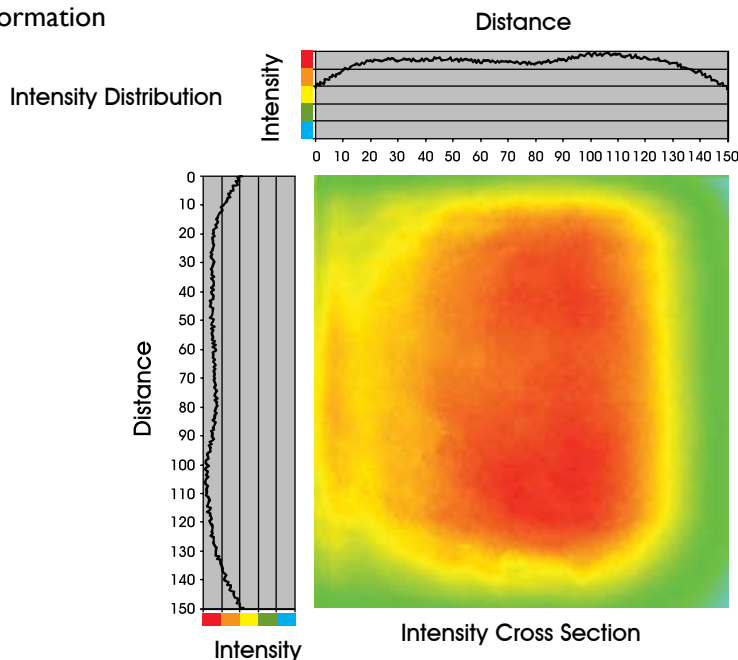 ormation
Distance
Intensity
Intensity Distribution
0 10 20 30 40 50 60 70 80 90 100 110 120 130 140 150
0
10
20
30
40
50
60
70
80
90
100
110
120
130
140
150
Distance
Intensity
Intensity Cross Section